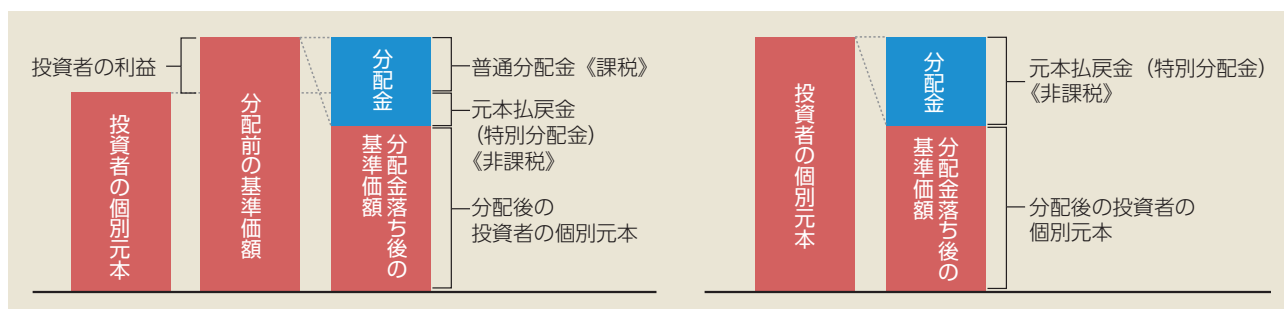 投資者の利益
投資者の個別元本
分配前の基準価額
分配金
分配金落ち後の
基準価額
普通分配金《課税》
元本払戻金
(特別分配金)
《非課税》
分配後の
投資者の個別元本
投資者の個別元本
分配金
分配金落ち後の
基準価額
元本払戻金(特別分配金)
《非課税》
分配後の投資者の
個別元本